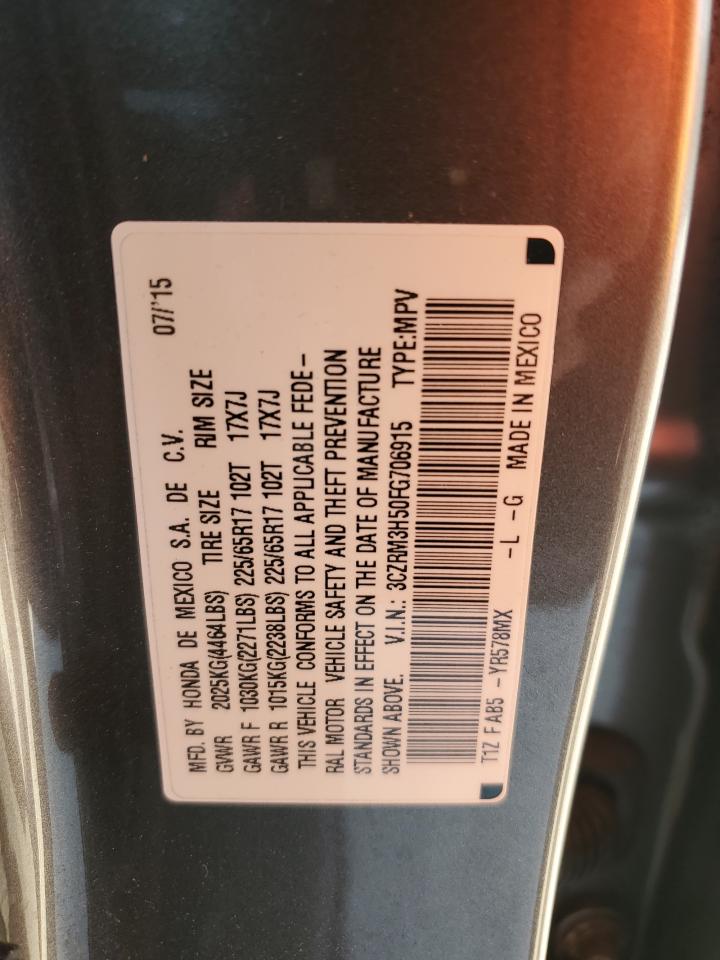 MFD. BY HONDA DE MEXICO S.A. DE C.V. 07/'15
GVWR 2025KG(4464LBS) TIRE SIZE RIM SIZE
GAWR F 1030KG(2271LBS) 225/65R17 102T 17X7J
GAWR R 1015KG(2238LBS) 225/65R17 102T 17X7J
THIS VEHICLE CONFORMS TO ALL APPLICABLE FEDE-
RAL MOTOR VEHICLE SAFETY AND THEFT PREVENTION
STANDARDS IN EFFECT ON THE DATE OF MANUFACTURE
SHOWN ABOVE. V.I.N.: 3CZRM3H50FG706915 TYPE:MPV
T1Z FAB5 -YR578MX -L -G MADE IN MEXICO